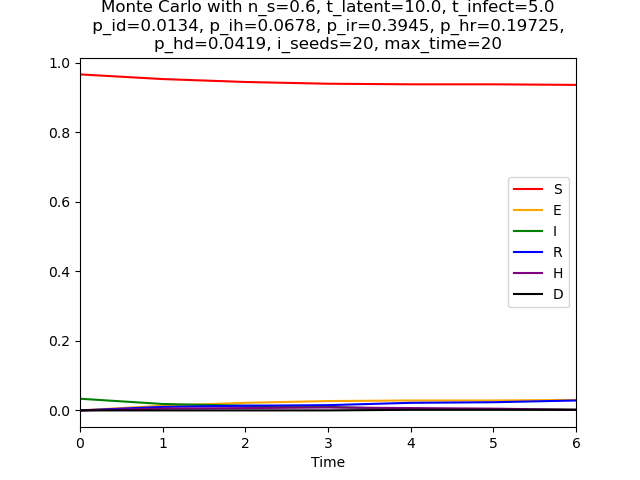 Monte Carlo with n_s=0.6, t_latent=10.0, t_infect=5.0
p_id=0.0134, p_ih=0.0678, p_ir=0.3945, p_hr=0.19725,
p_hd=0.0419, i_seeds=20, max_time=20
1.0
0.8
0.6
0.4
0.2
0.0
S
E
I
R
H
D
0 1 2 3 4 5 6
Time